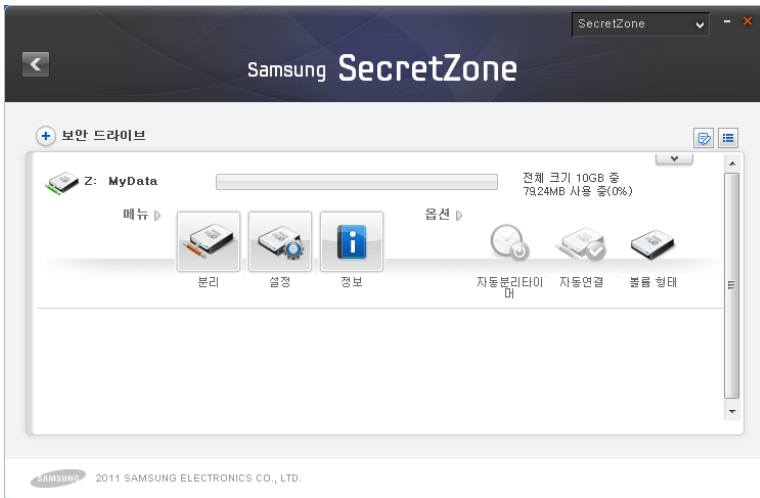 SecretZone
Samsung SecretZone
보안 드라이브
Z: MyData
전체 크기 10GB 중
79,24MB 사용 중(0%)
메뉴
옵션
분리
설정
정보
자동분리타이
머
자동연결
볼륨 형태
SAMSUNG
2011 SAMSUNG ELECTRONICS CO., LTD.